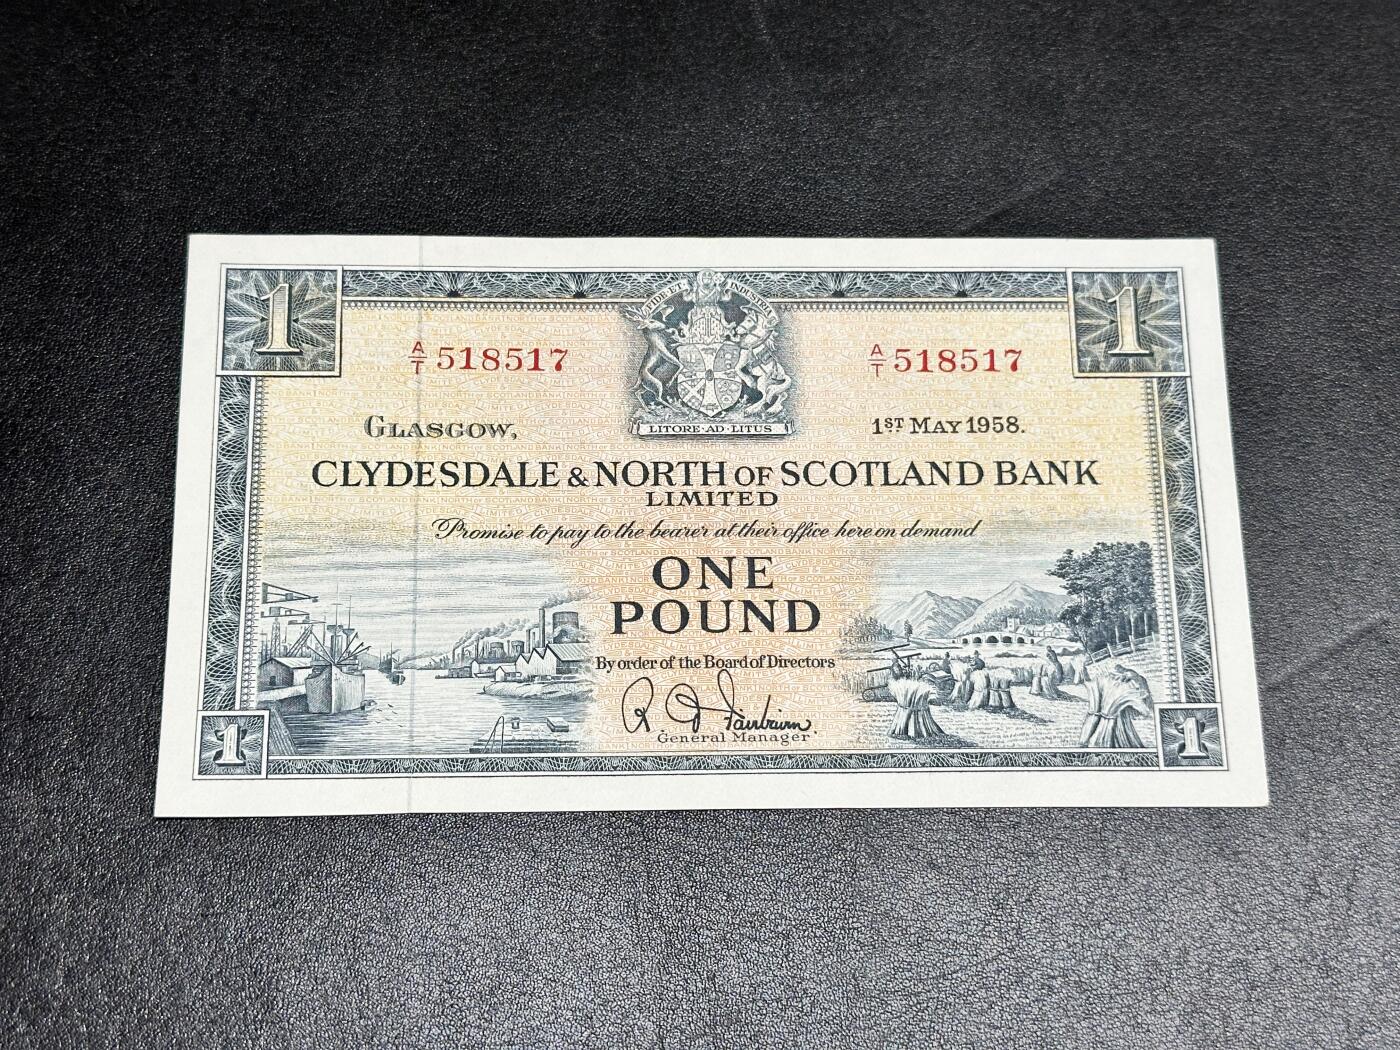 1
1
FIDE ET INDUSTRIA
A/T 518517
A/T 518517
LITORE·AD·LITUS
GLASGOW,
1ST MAY 1958.
CLYDESDALE & NORTH OF SCOTLAND BANK
LIMITED
Promise to pay to the bearer at their office here on demand
ONE
POUND
By order of the Board of Directors
R D Fairbairn
General Manager.
1
1